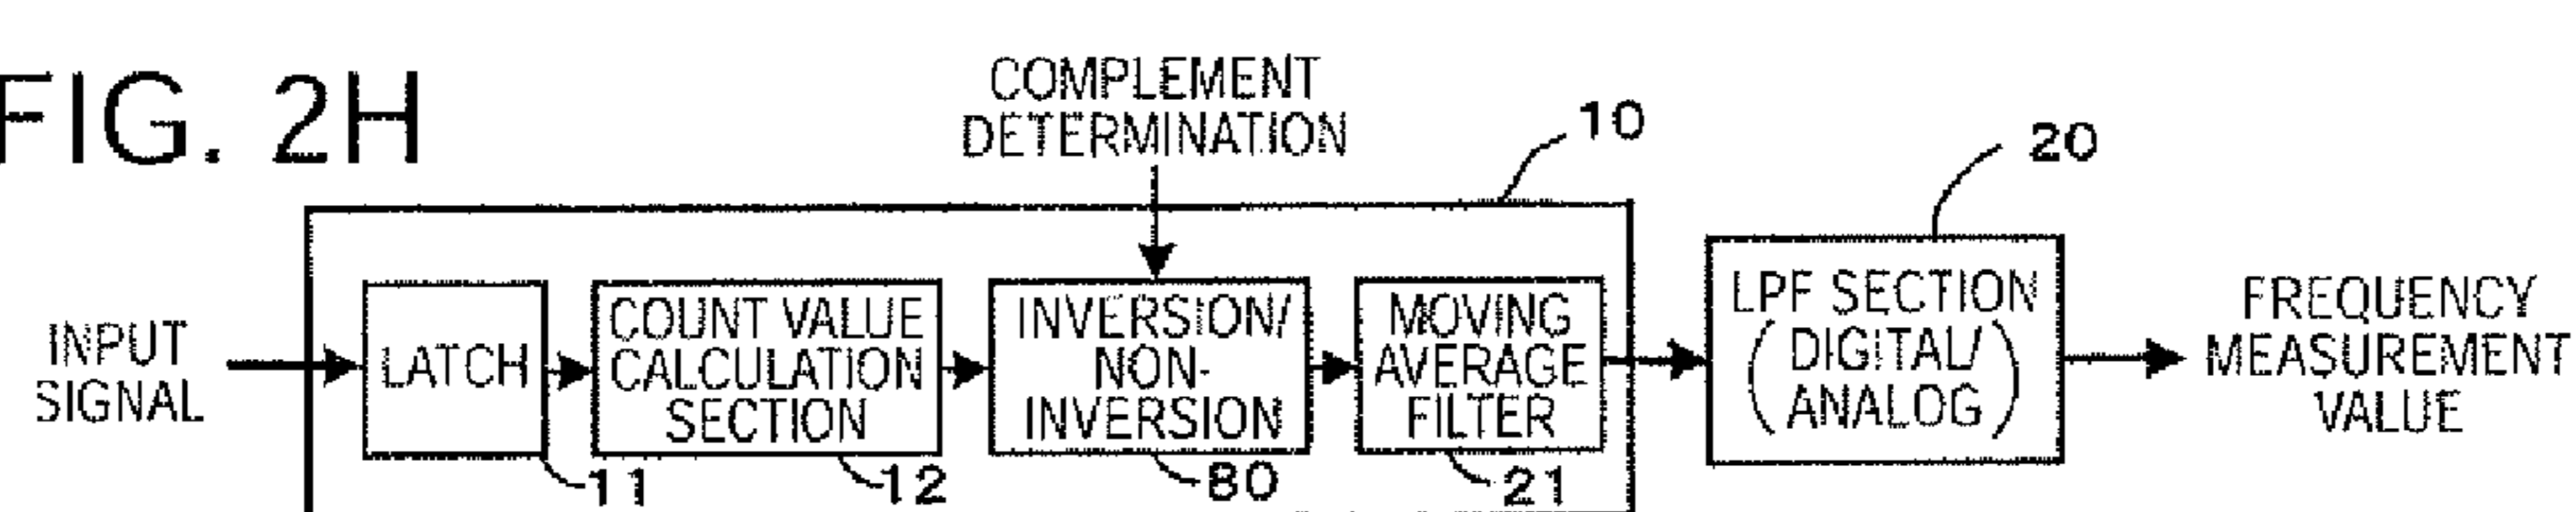 FIG. 2H
COMPLEMENT
DETERMINATION
10
20
INPUT
SIGNAL
LATCH
11
COUNT VALUE
CALCULATION
SECTION
12
INVERSION/
NON-
INVERSION
80
MOVING
AVERAGE
FILTER
21
LPF SECTION
(DIGITAL/
ANALOG)
FREQUENCY
MEASUREMENT
VALUE